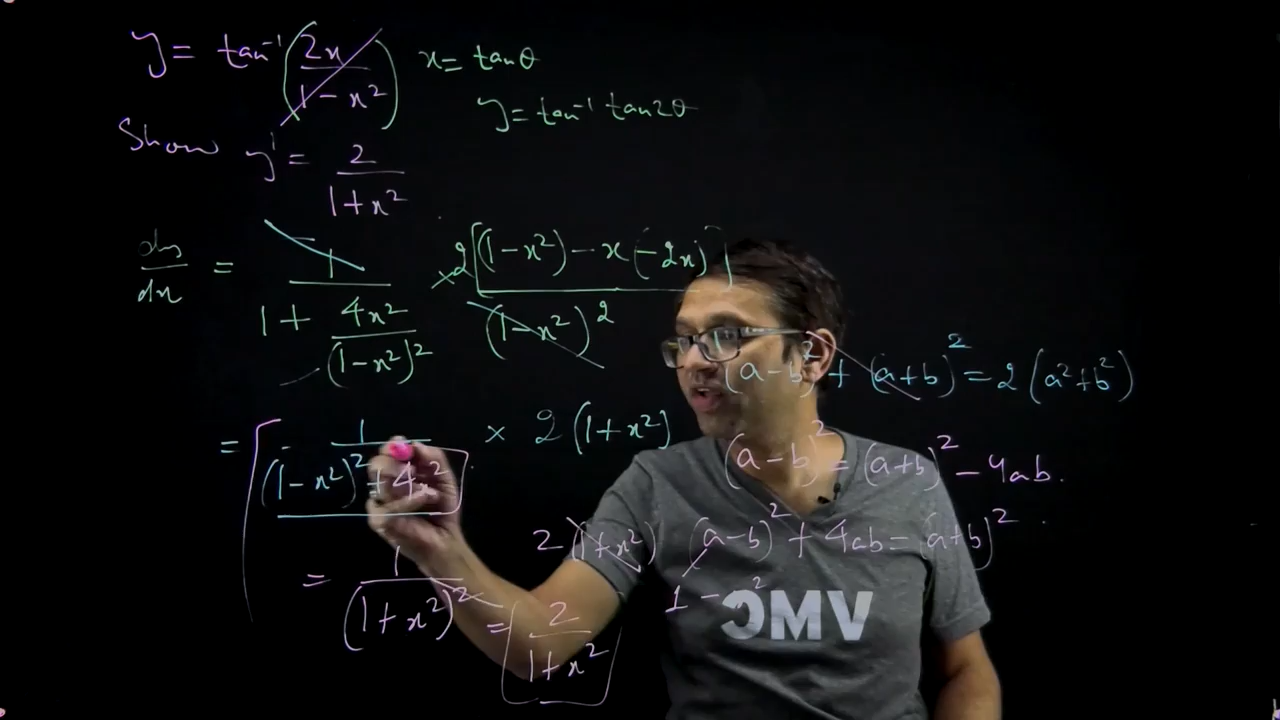 y = tan⁻¹(2x / 1 − x²) x = tanθ
y = tan⁻¹ tan2θ
Show y' = 2 / 1 + x²
dy/dx = 1 / 1 + 4x²/(1 − x²)² × 2[(1 − x²) − x(−2x)] / (1 − x²)²
(a − b)² + (a + b)² = 2(a² + b²)
= 1 / (1 − x²)² + 4x² × 2(1 + x²)
(a − b)² = (a + b)² − 4ab.
2(1 + x²) (a − b)² + 4ab = (a + b)²
= 1 / (1 + x²)² = 2 / 1 + x²
1 − x²
VMC